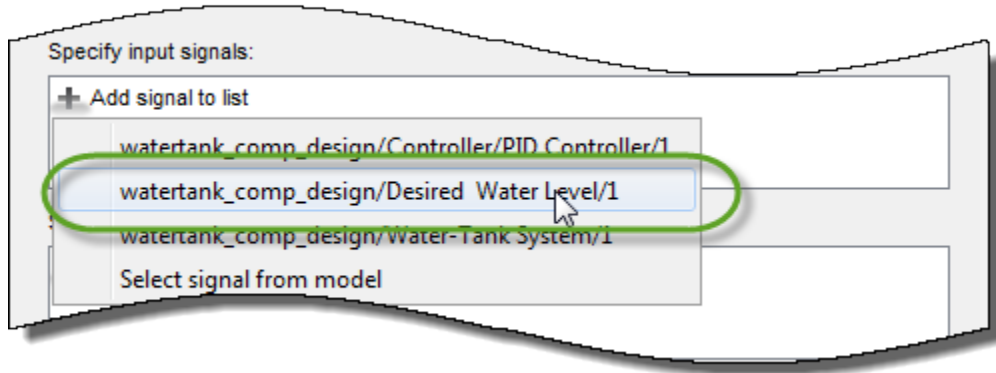 Specify input signals:
Add signal to list
watertank_comp_design/Controller/PID Controller/1
watertank_comp_design/Desired  Water Level/1
watertank_comp_design/Water-Tank System/1
Select signal from model